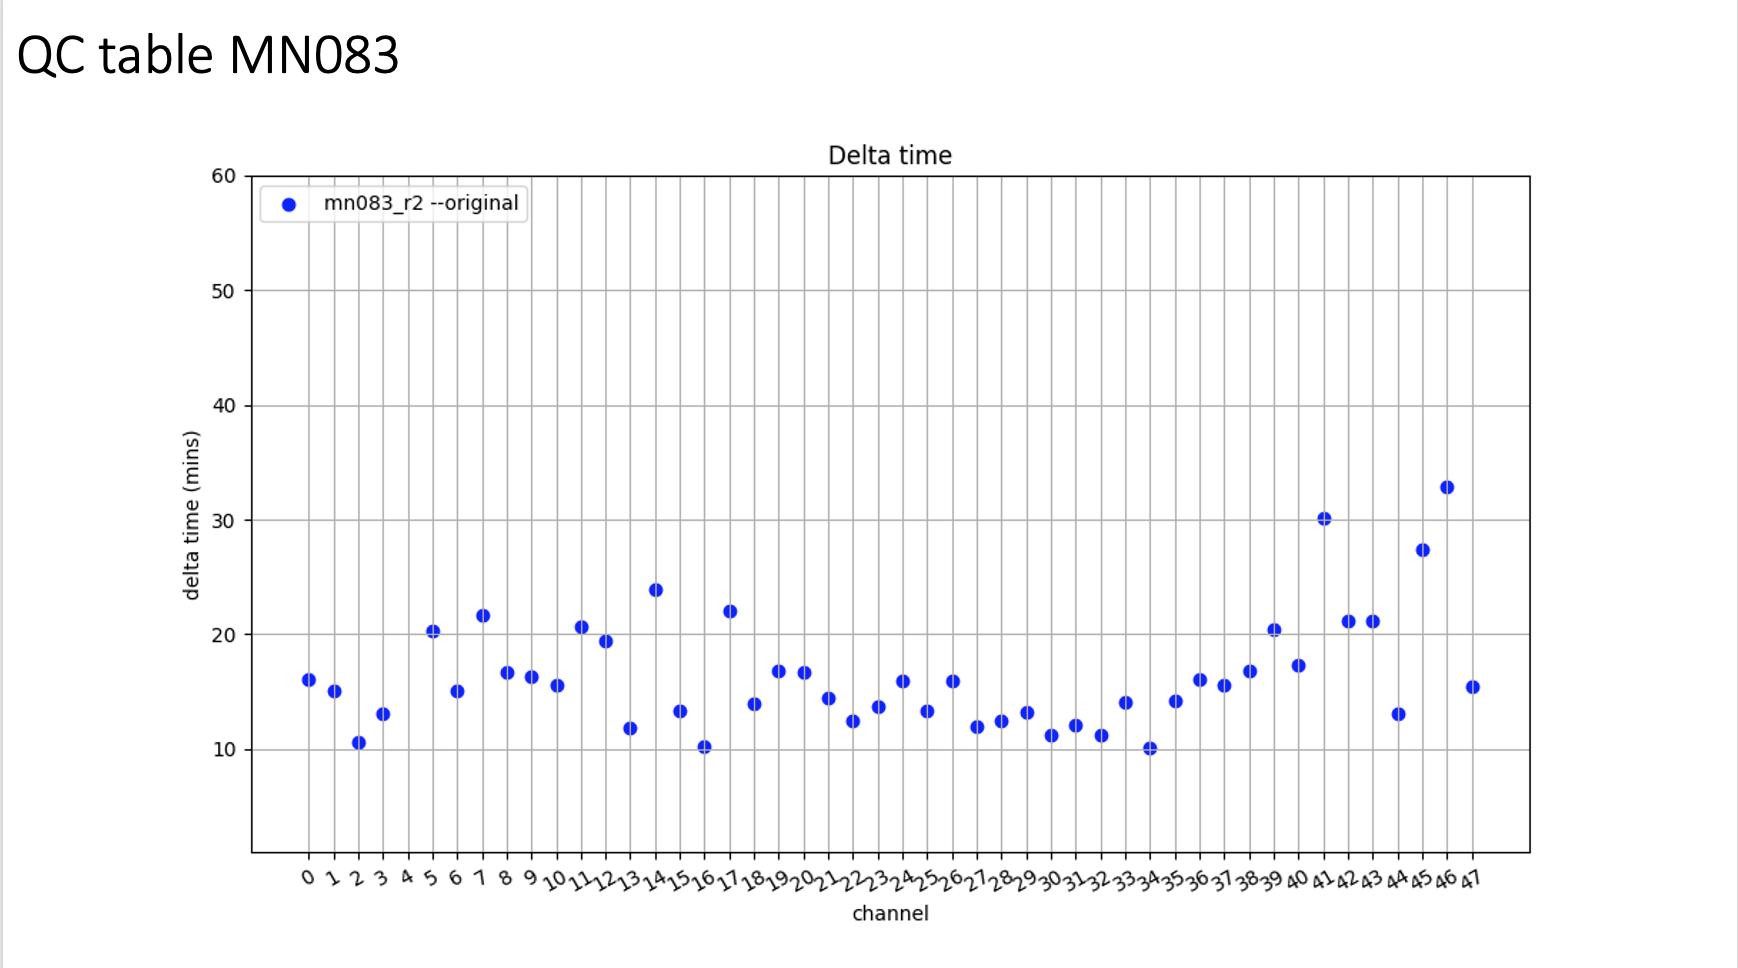 QC table MN083
Delta time
60
mn083_r2 --original
50
40
30
20
10
delta time (mins)
0 1 2 3 4 5 6 7 8 9 10 11 12 13 14 15 16 17 18 19 20 21 22 23 24 25 26 27 28 29 30 31 32 33 34 35 36 37 38 39 40 41 42 43 44 45 46 47
channel